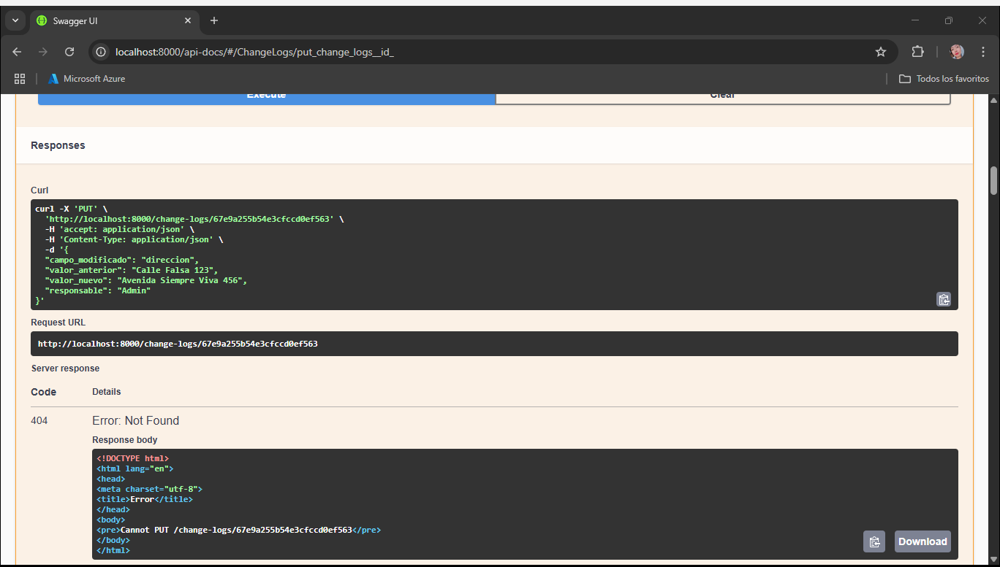 Swagger UI
localhost:8000/api-docs/#/ChangeLogs/put_change_logs__id_
Microsoft Azure
Todos los favoritos
Execute
Clear
Responses
Curl
curl -X 'PUT' \
'http://localhost:8000/change-logs/67e9a255b54e3cfccd0ef563' \
-H 'accept: application/json' \
-H 'Content-Type: application/json' \
-d '{
"campo_modificado": "direccion",
"valor_anterior": "Calle Falsa 123",
"valor_nuevo": "Avenida Siempre Viva 456",
"responsable": "Admin"
}'
Request URL
http://localhost:8000/change-logs/67e9a255b54e3cfccd0ef563
Server response
Code Details
404 Error: Not Found
Response body
<!DOCTYPE html>
<html lang="en">
<head>
<meta charset="utf-8">
<title>Error</title>
</head>
<body>
<pre>Cannot PUT /change-logs/67e9a255b54e3cfccd0ef563</pre>
</body>
</html>
Download